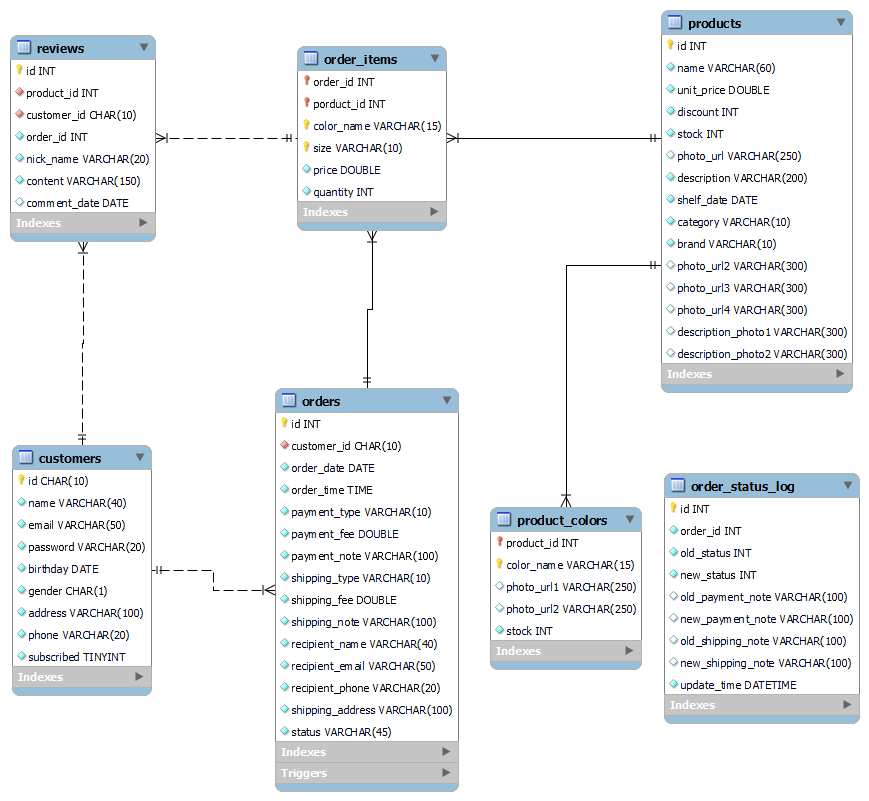 reviews
id INT
product_id INT
customer_id CHAR(10)
order_id INT
nick_name VARCHAR(20)
content VARCHAR(150)
comment_date DATE
Indexes
order_items
order_id INT
porduct_id INT
color_name VARCHAR(15)
size VARCHAR(10)
price DOUBLE
quantity INT
Indexes
products
id INT
name VARCHAR(60)
unit_price DOUBLE
discount INT
stock INT
photo_url VARCHAR(250)
description VARCHAR(200)
shelf_date DATE
category VARCHAR(10)
brand VARCHAR(10)
photo_url2 VARCHAR(300)
photo_url3 VARCHAR(300)
photo_url4 VARCHAR(300)
description_photo1 VARCHAR(300)
description_photo2 VARCHAR(300)
Indexes
customers
id CHAR(10)
name VARCHAR(40)
email VARCHAR(50)
password VARCHAR(20)
birthday DATE
gender CHAR(1)
address VARCHAR(100)
phone VARCHAR(20)
subscribed TINYINT
Indexes
orders
id INT
customer_id CHAR(10)
order_date DATE
order_time TIME
payment_type VARCHAR(10)
payment_fee DOUBLE
payment_note VARCHAR(100)
shipping_type VARCHAR(10)
shipping_fee DOUBLE
shipping_note VARCHAR(100)
recipient_name VARCHAR(40)
recipient_email VARCHAR(50)
recipient_phone VARCHAR(20)
shipping_address VARCHAR(100)
status VARCHAR(45)
Indexes
Triggers
product_colors
product_id INT
color_name VARCHAR(15)
photo_url1 VARCHAR(250)
photo_url2 VARCHAR(250)
stock INT
Indexes
order_status_log
id INT
order_id INT
old_status INT
new_status INT
old_payment_note VARCHAR(100)
new_payment_note VARCHAR(100)
old_shipping_note VARCHAR(100)
new_shipping_note VARCHAR(100)
update_time DATETIME
Indexes